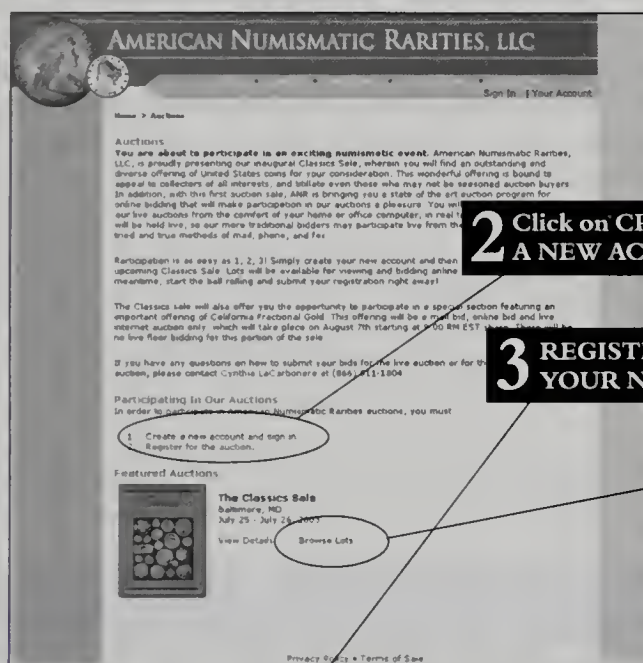 AMERICAN NUMISMATIC RARITIES, LLC
Sign In | Your Account
Home > Auctions
Auctions
You are about to participate in an exciting numismatic event. American Numismatic Rarities,
LLC, is proudly presenting our inaugural Classics Sale, wherein you will find an outstanding and
diverse offering of United States coins for your consideration. This wonderful offering is bound to
appeal to collectors of all interests, and titillate even those who may not be seasoned auction buyers.
In addition, with this first auction sale, ANR is bringing you a state of the art auction program for
online bidding that will make participation in our auctions a pleasure. You wil
our live auctions from the comfort of your home or office computer, in real t
will be held live, so our more traditional bidders may participate live from the
tried and true methods of mail, phone, and fax
2 Click on CR
A NEW AC
Participation is as easy as 1, 2, 3! Simply create your new account and then
upcoming Classics Sale. Lots will be available for viewing and bidding online
meantime, start the ball rolling and submit your registration right away!
The Classics sale will also offer you the opportunity to participate in a special section featuring an
important offering of California Fractional Gold. This offering will be a mail bid, online bid and live
internet auction only which will take place on August 7th starting at 9:00 PM EST There will be
no live floor bidding for this portion of the sale
3 REGIST
YOUR N
If you have any questions on how to submit your bids for the live auction or for th
auction, please contact Cynthia LaCarbonere at (866) 811-1804
Participating In Our Auctions
In order to participate in American Numismatic Rarities auctions, you must
1 Create a new account and sign in
Register for the auction.
Featured Auctions
The Classics Sale
Baltimore, MD
July 25 - July 26, 2003
View Details Browse Lots
Privacy Policy • Terms of Sale